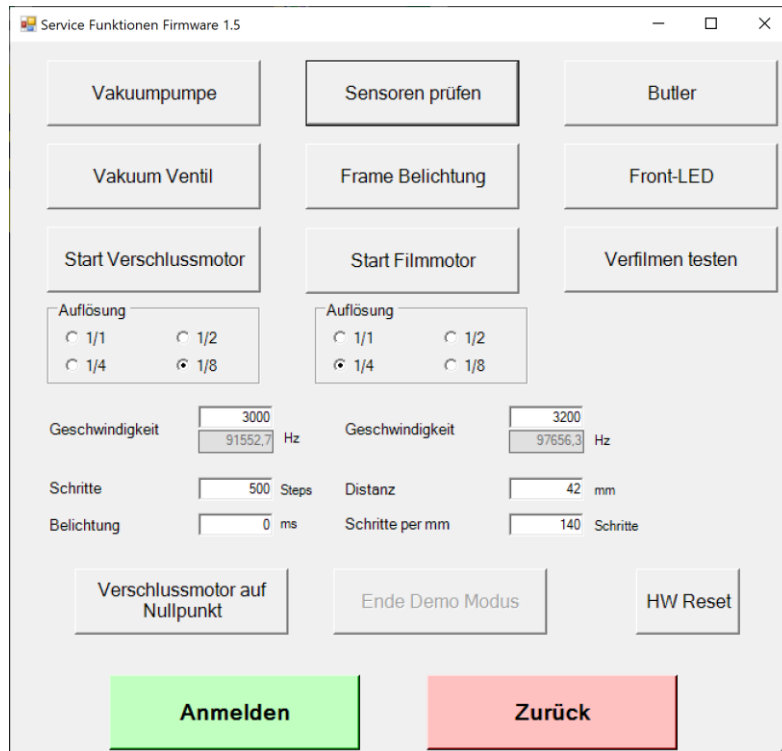 Service Funktionen Firmware 1.5
Vakuumpumpe
Sensoren prüfen
Butler
Vakuum Ventil
Frame Belichtung
Front-LED
Start Verschlussmotor
Start Filmmotor
Verfilmen testen
Auflösung
1/1
1/2
1/4
1/8
Auflösung
1/1
1/2
1/4
1/8
Geschwindigkeit
3000
91552,7 Hz
Geschwindigkeit
3200
97656,3 Hz
Schritte 500 Steps
Distanz 42 mm
Belichtung 0 ms
Schritte per mm 140 Schritte
Verschlussmotor auf
Nullpunkt
Ende Demo Modus
HW Reset
Anmelden
Zurück